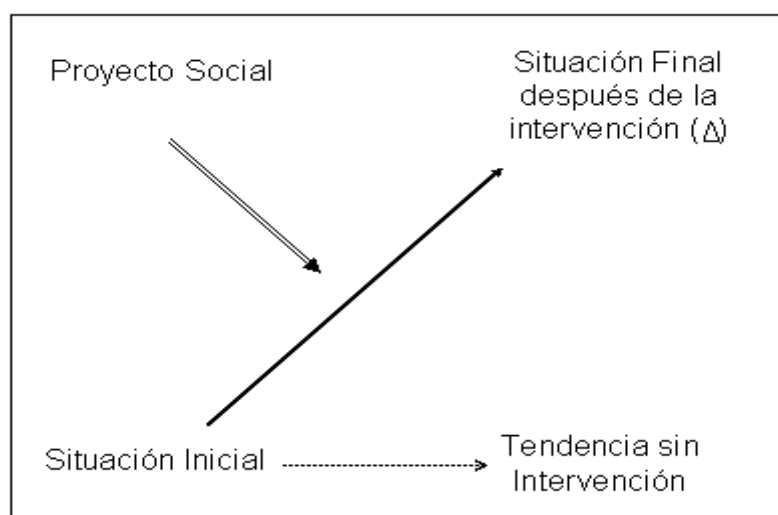 Proyecto Social
Situación Final
después de la
intervención (Δ)
Situación Inicial
Tendencia sin
Intervención